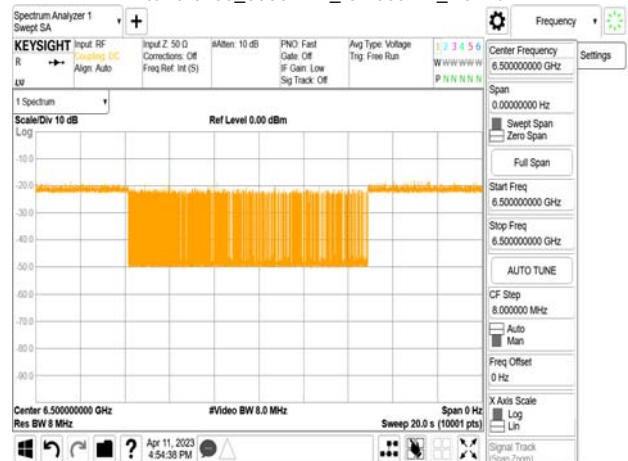 Spectrum Analyzer 1
Swept SA
Frequency
Settings
KEYSIGHT
R
Input: RF
Coupling: DC
Align: Auto
Input Z: 50 Ω
Corrections: Off
Freq Ref: Int (S)
#Atten: 10 dB
PNO: Fast
Gate: Off
IF Gain: Low
Sig Track: Off
Avg Type: Voltage
Trig: Free Run
1 2 3 4 5 6
W W W W W W
P N N N N N
1 Spectrum
Scale/Div 10 dB
Ref Level 0.00 dBm
Log
-10.0
-20.0
-30.0
-40.0
-50.0
-60.0
-70.0
-80.0
-90.0
Center 6.500000000 GHz
Res BW 8 MHz
#Video BW 8.0 MHz
Span 0 Hz
Sweep 20.0 s (10001 pts)
Apr 11, 2023
4:54:38 PM
Center Frequency
6.500000000 GHz
Span
0.00000000 Hz
Swept Span
Zero Span
Full Span
Start Freq
6.500000000 GHz
Stop Freq
6.500000000 GHz
AUTO TUNE
CF Step
8.000000 MHz
Auto
Man
Freq Offset
0 Hz
X Axis Scale
Log
Lin
Signal Track
(Span Zoom)